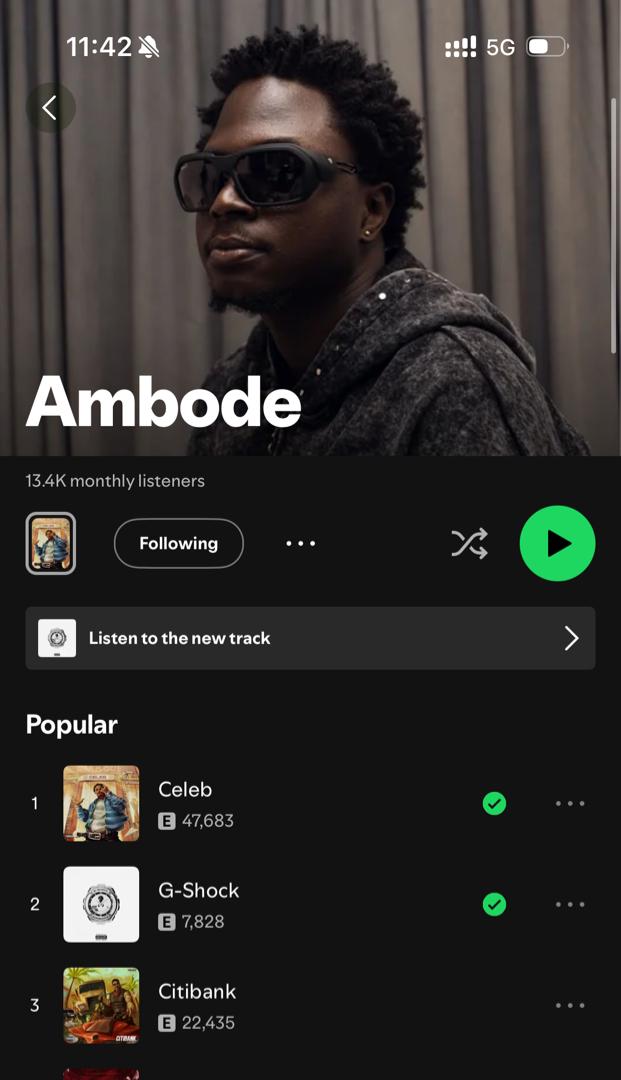 11:42 5G
Ambode
13.4K monthly listeners
Following
Listen to the new track
Popular
1 Celeb
E 47,683
2 G-Shock
E 7,828
3 Citibank
E 22,435
CITIBANK